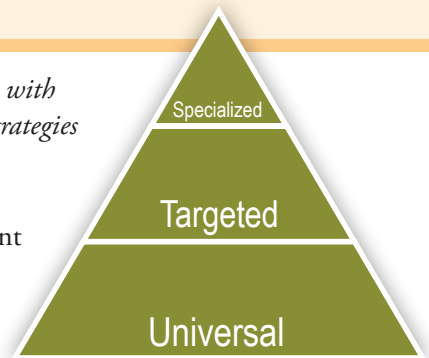 with
Specialized
rategies
Targeted
nt
Universal